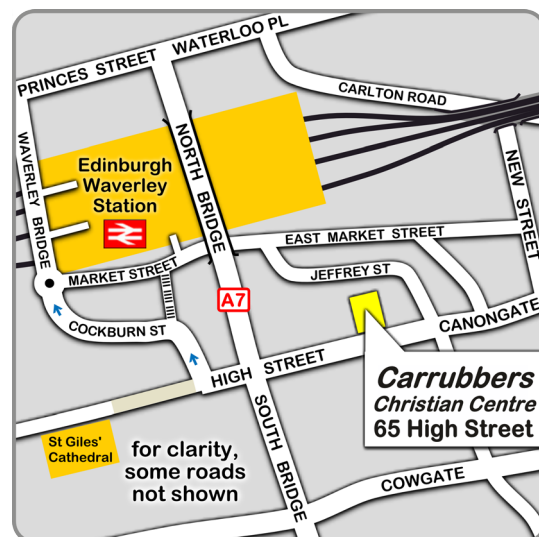 PRINCES STREET
WATERLOO PL
CARLTON ROAD
WAVERLEY BRIDGE
NORTH BRIDGE
NEW STREET
Edinburgh
Waverley
Station
EAST MARKET STREET
MARKET STREET
JEFFREY ST
A7
COCKBURN ST
CANONGATE
HIGH STREET
Carrubbers
Christian Centre
65 High Street
St Giles'
Cathedral
for clarity,
some roads
not shown
SOUTH BRIDGE
COWGATE